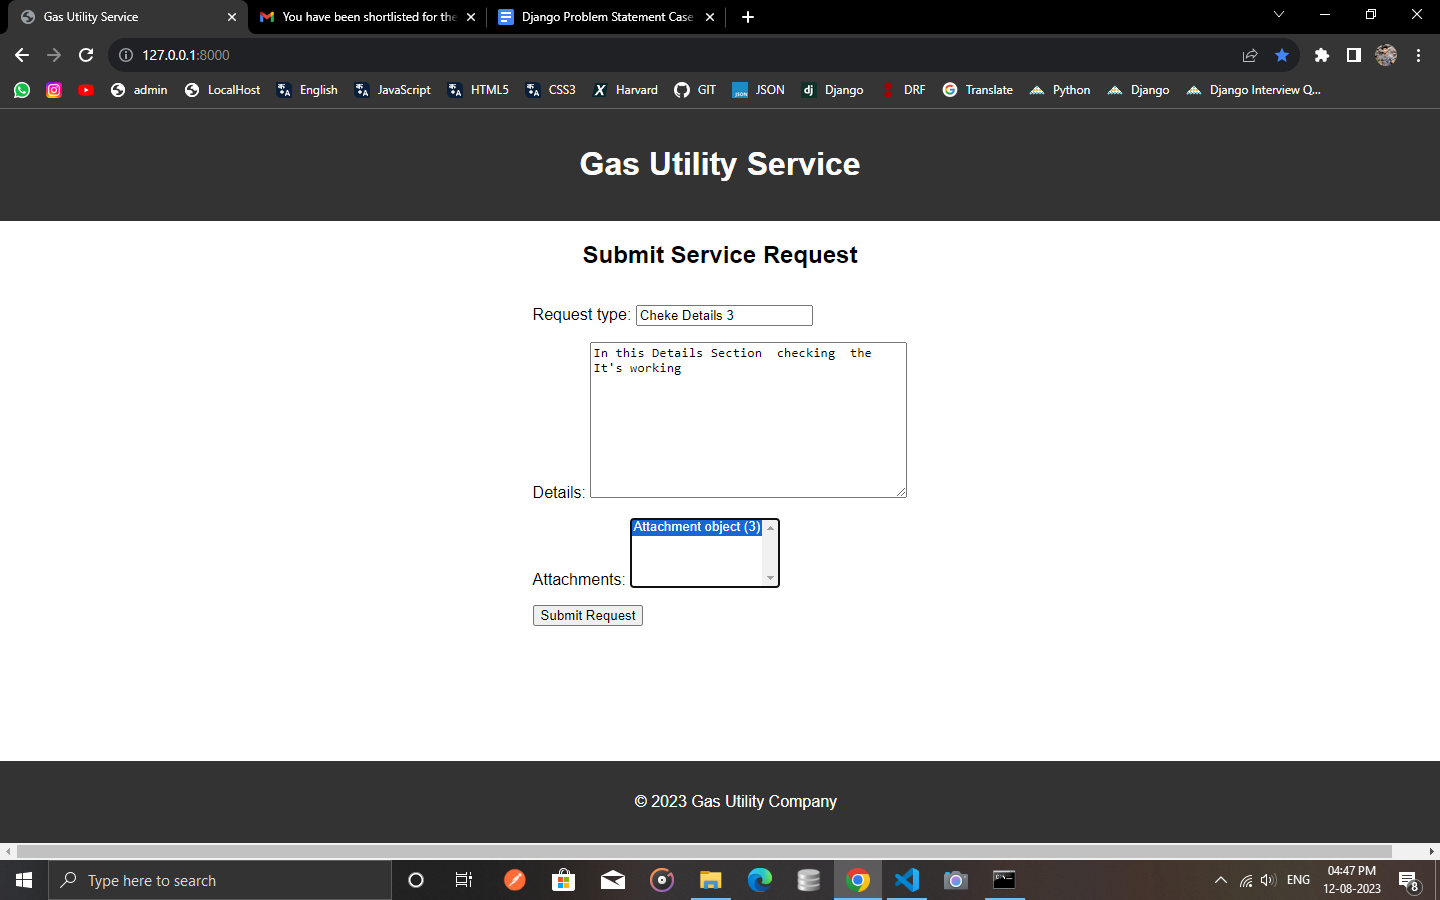 Gas Utility Service
You have been shortlisted for the
Django Problem Statement Case
127.0.0.1:8000
admin
LocalHost
English
JavaScript
HTML5
CSS3
Harvard
GIT
JSON
Django
DRF
Translate
Python
Django
Django Interview Q...
Gas Utility Service
Submit Service Request
Request type: Cheke Details 3
In this Details Section  checking  the
It's working
Details:
Attachment object (3)
Attachments:
Submit Request
© 2023 Gas Utility Company
Type here to search
ENG
04:47 PM
12-08-2023
8